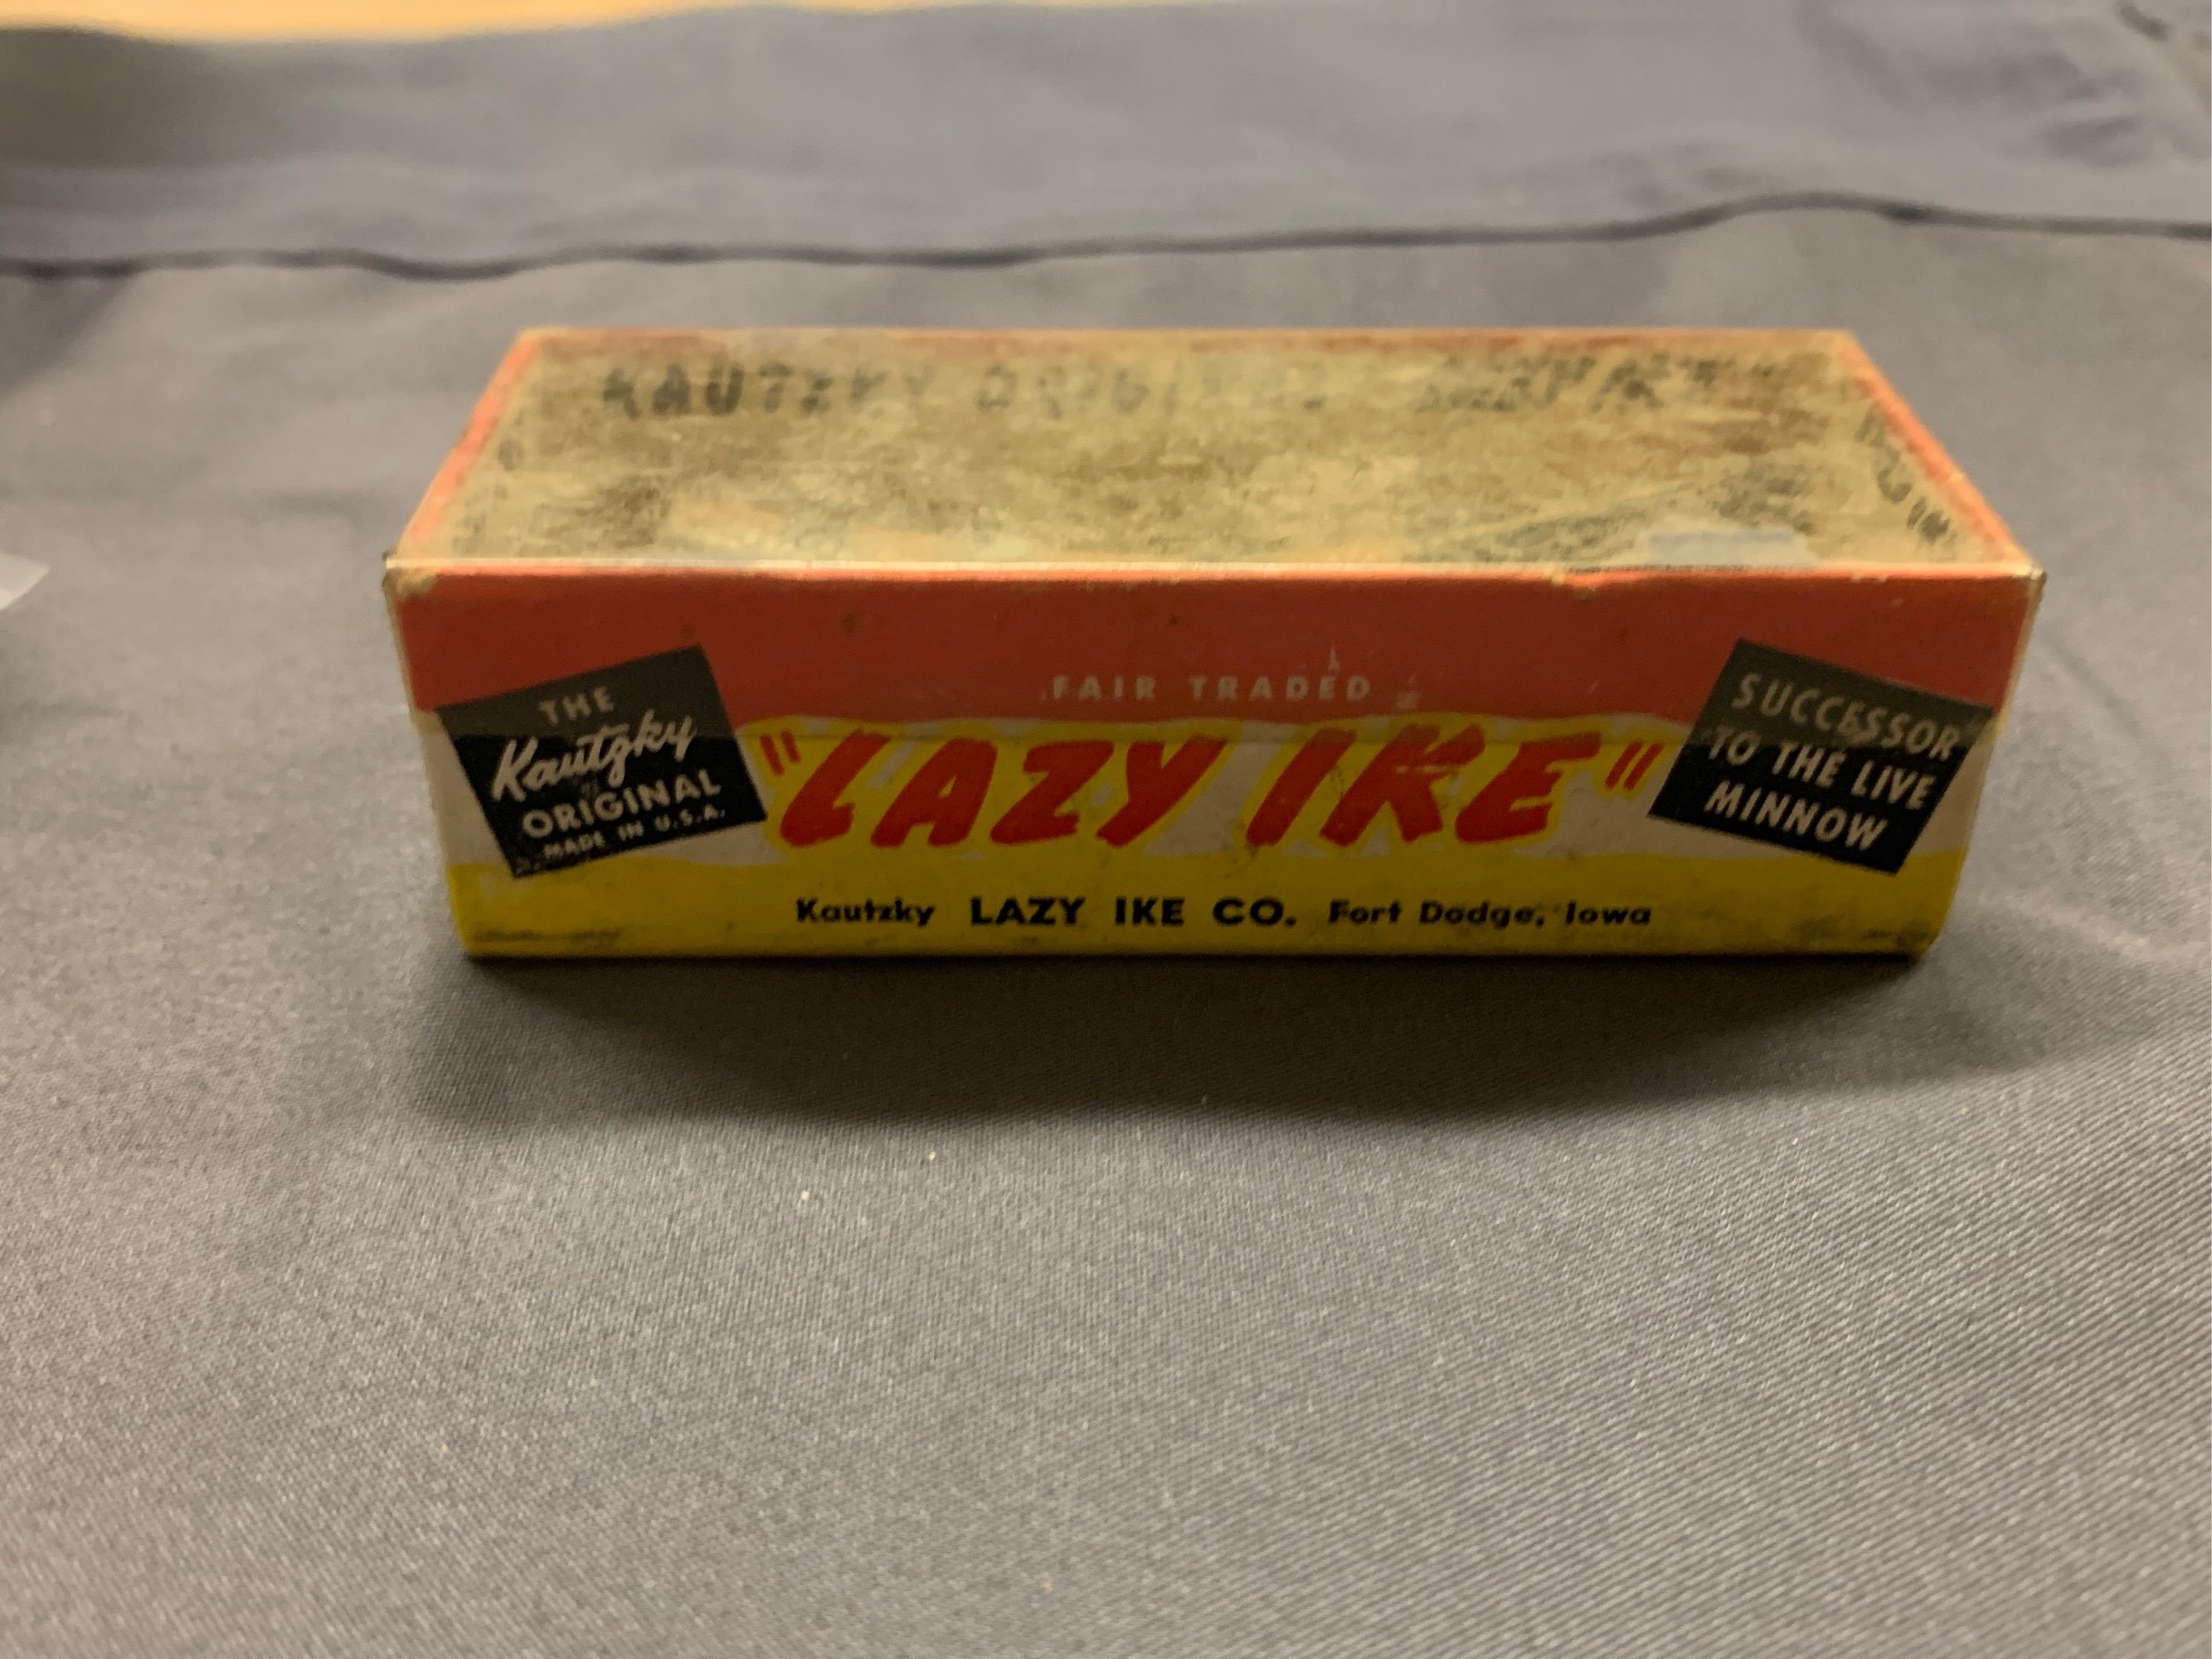 KAUTZKY
THE
Kautzky
ORIGINAL
MADE IN U.S.A.
FAIR TRADED
"LAZY IKE"
SUCCESSOR
TO THE LIVE
MINNOW
Kautzky LAZY IKE CO. Fort Dodge, Iowa